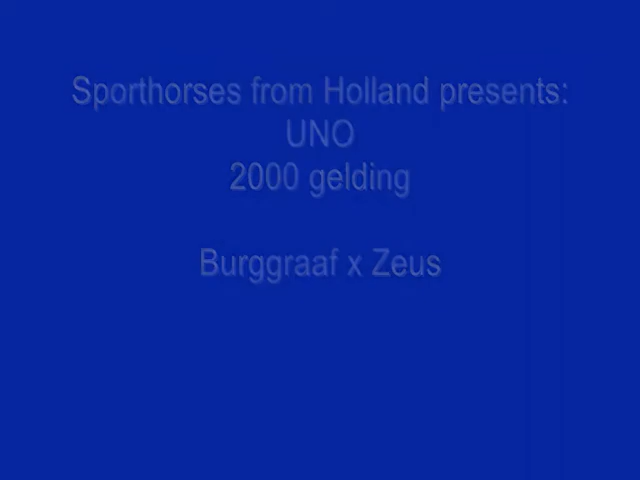 Sporthorses from Holland presents:
UNO
2000 gelding
Burggraaf x Zeus